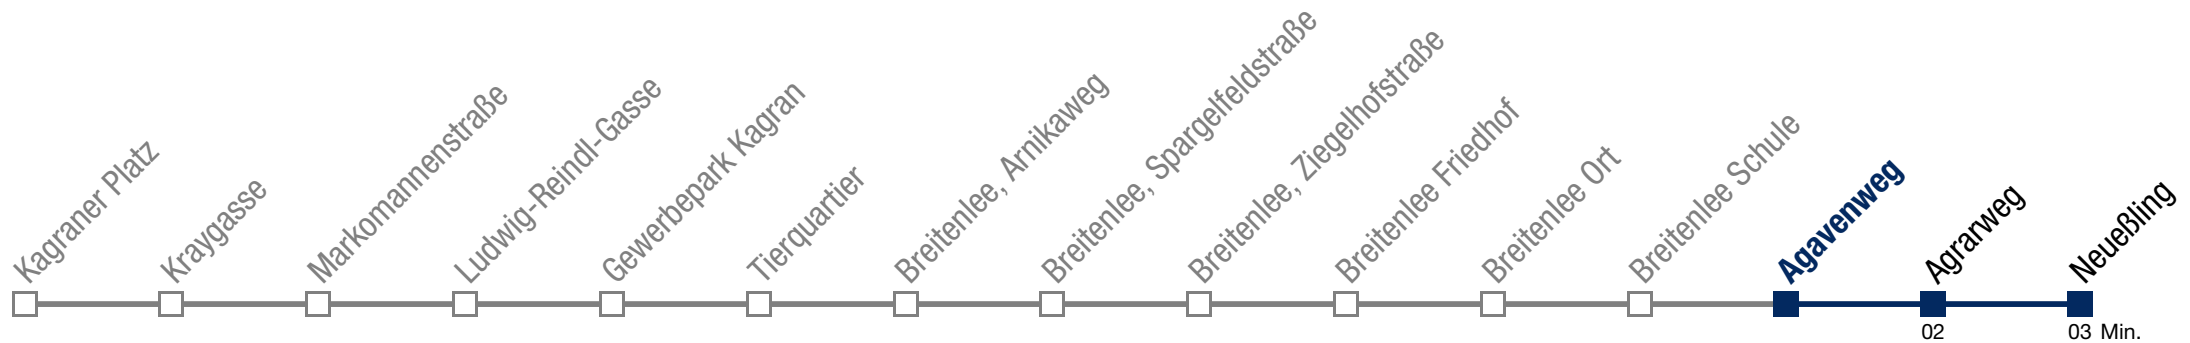 Kagraner Platz
Kraygasse
Markomannenstraße
Ludwig-Reindl-Gasse
Gewerbepark Kagran
Tierquartier
Breitenlee, Arnikaweg
Breitenlee, Spargelfeldstraße
Breitenlee, Ziegelhofstraße
Breitenlee Friedhof
Breitenlee Ort
Breitenlee Schule
Agavenweg
Agrarweg
Neueßling
02
03 Min.